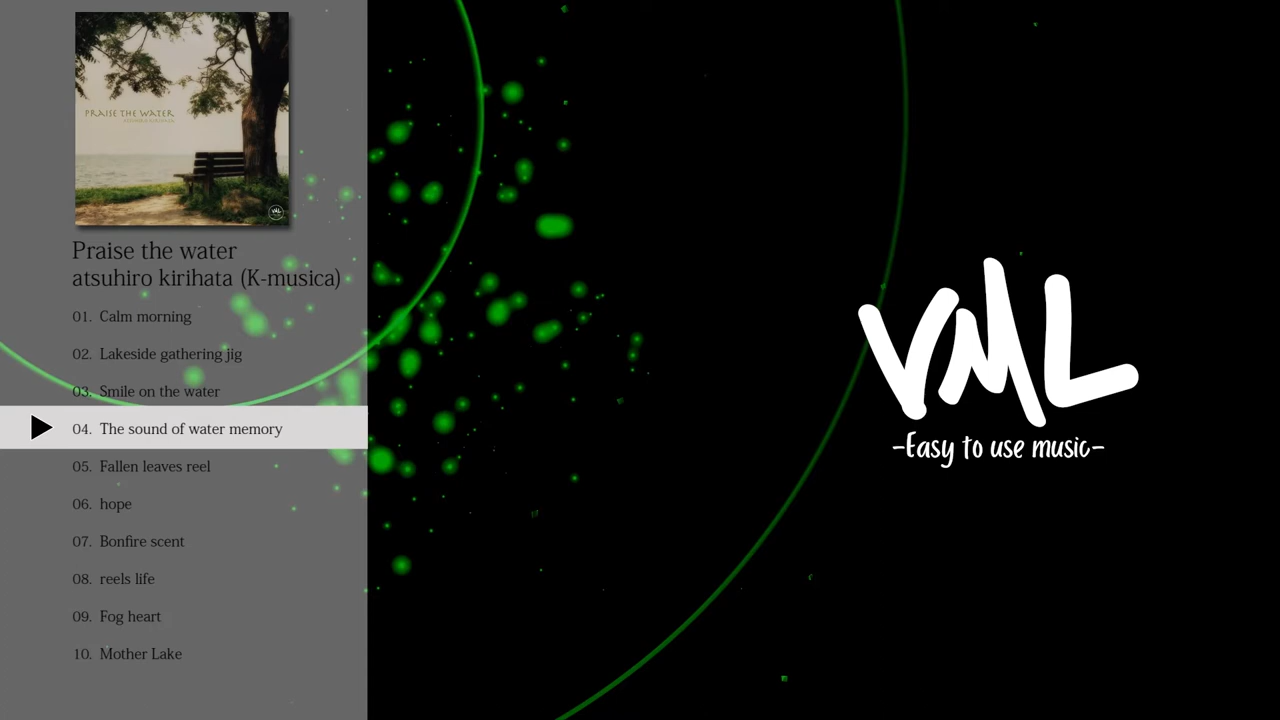 PRAISE THE WATER
Praise the water
atsuhiro kirihata (K-musica)
01. Calm morning
02. Lakeside gathering jig
03. Smile on the water
04. The sound of water memory
05. Fallen leaves reel
06. hope
07. Bonfire scent
08. reels life
09. Fog heart
10. Mother Lake
VML
-Easy to use music-